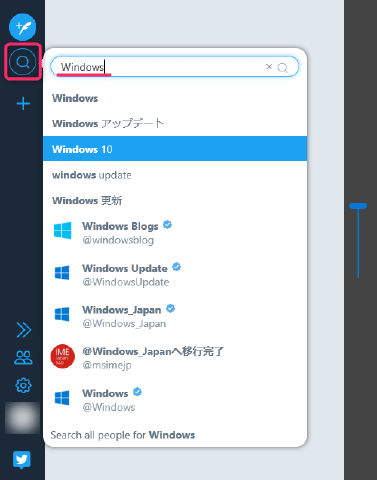 Windows
Windows
Windows アップデート
Windows 10
windows update
Windows 更新
Windows Blogs
@windowsblog
Windows Update
@WindowsUpdate
Windows_Japan
@Windows_Japan
@Windows_Japanへ移行完了
@msimejp
Windows
@Windows
Search all people for Windows